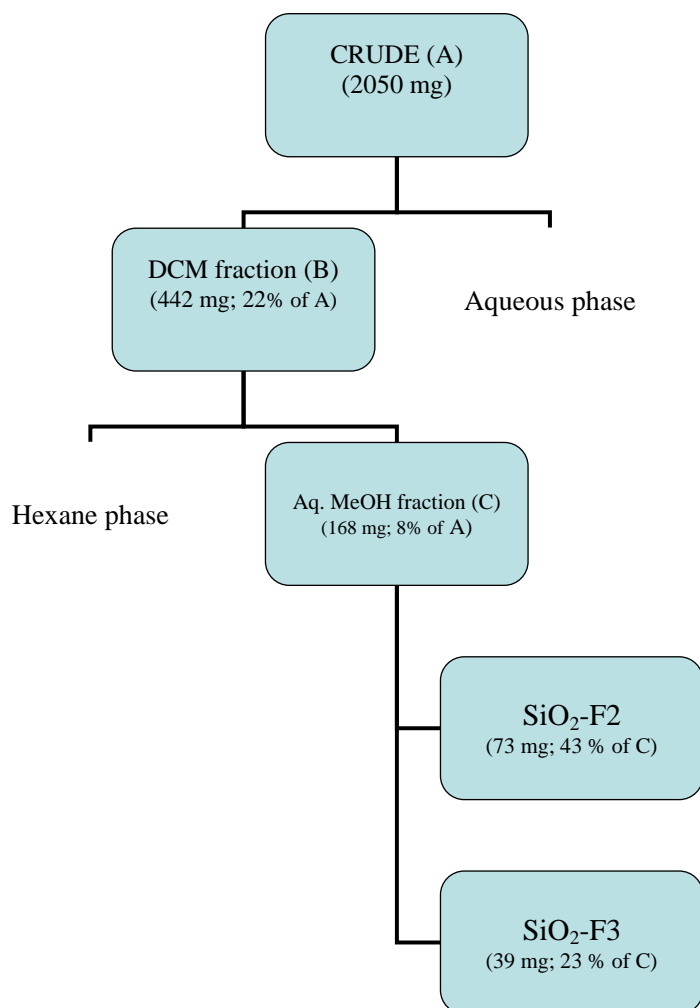 CRUDE (A)
(2050 mg)
DCM fraction (B)
(442 mg; 22% of A)
Aqueous phase
Hexane phase
Aq. MeOH fraction (C)
(168 mg; 8% of A)
SiO₂-F2
(73 mg; 43 % of C)
SiO₂-F3
(39 mg; 23 % of C)